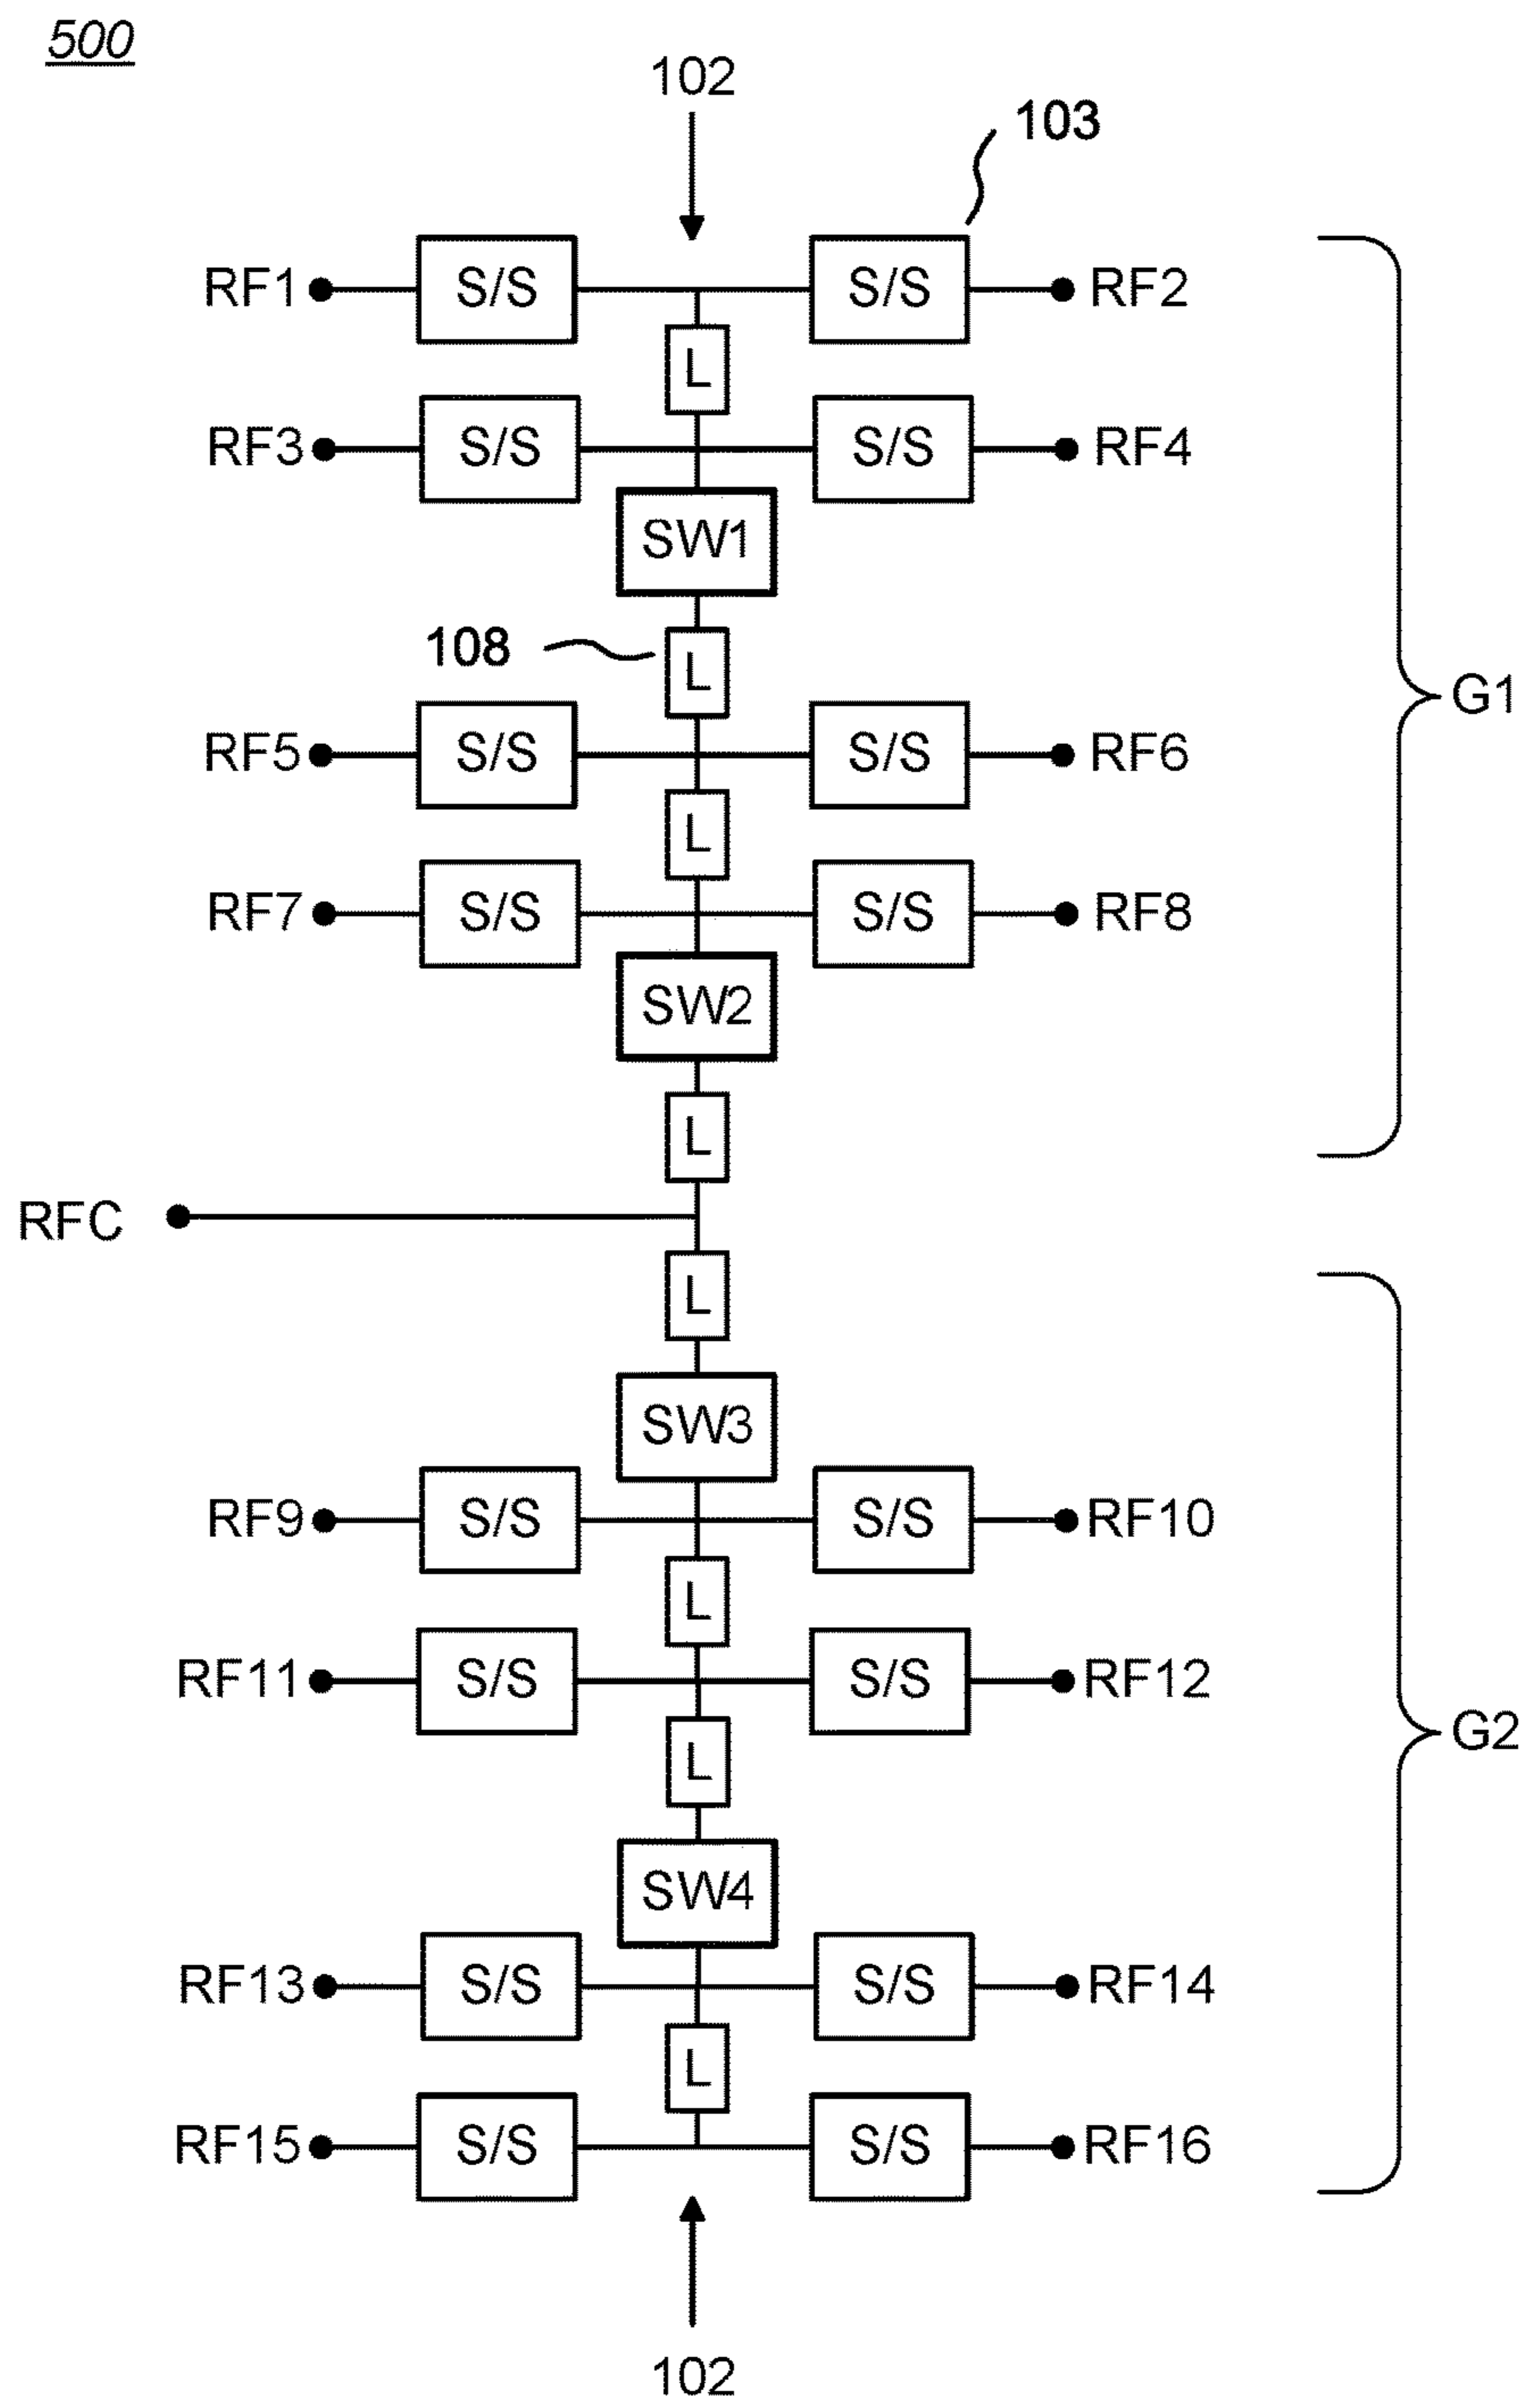 500
102
103
RF1 S/S S/S RF2
L
RF3 S/S S/S RF4
SW1
108 L
G1
RF5 S/S S/S RF6
L
RF7 S/S S/S RF8
SW2
L
RFC
L
SW3
RF9 S/S S/S RF10
L
RF11 S/S S/S RF12
G2
L
SW4
RF13 S/S S/S RF14
L
RF15 S/S S/S RF16
102